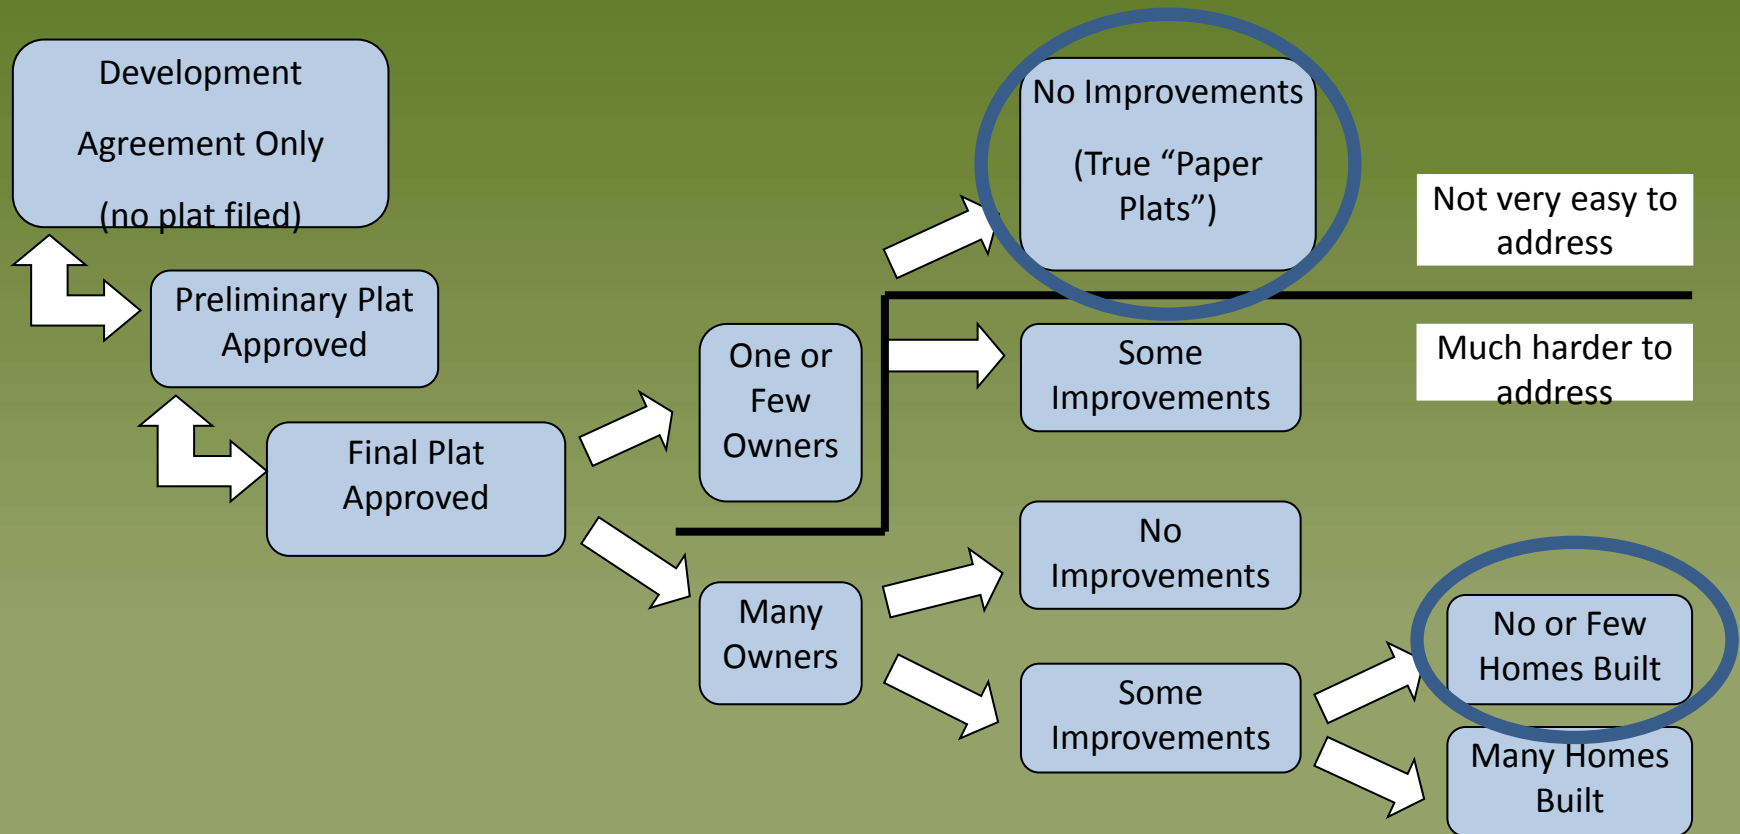 Development
Agreement Only
(no plat filed)
Preliminary Plat
Approved
Final Plat
Approved
One or
Few
Owners
Many
Owners
No Improvements
(True “Paper
Plats”)
Some
Improvements
No
Improvements
Some
Improvements
Not very easy to
address
Much harder to
address
No or Few
Homes Built
Many Homes
Built